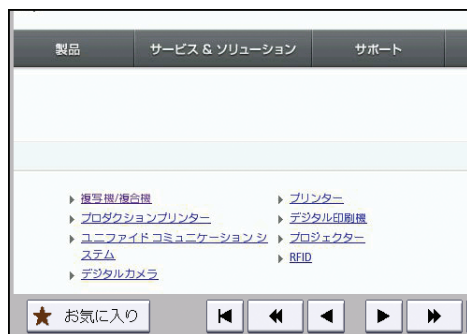 製品 サービス & ソリューション サポート
複写機/複合機
プロダクションプリンター
ユニファイドコミュニケーションシ
ステム
デジタルカメラ
プリンター
デジタル印刷機
プロジェクター
RFID
お気に入り